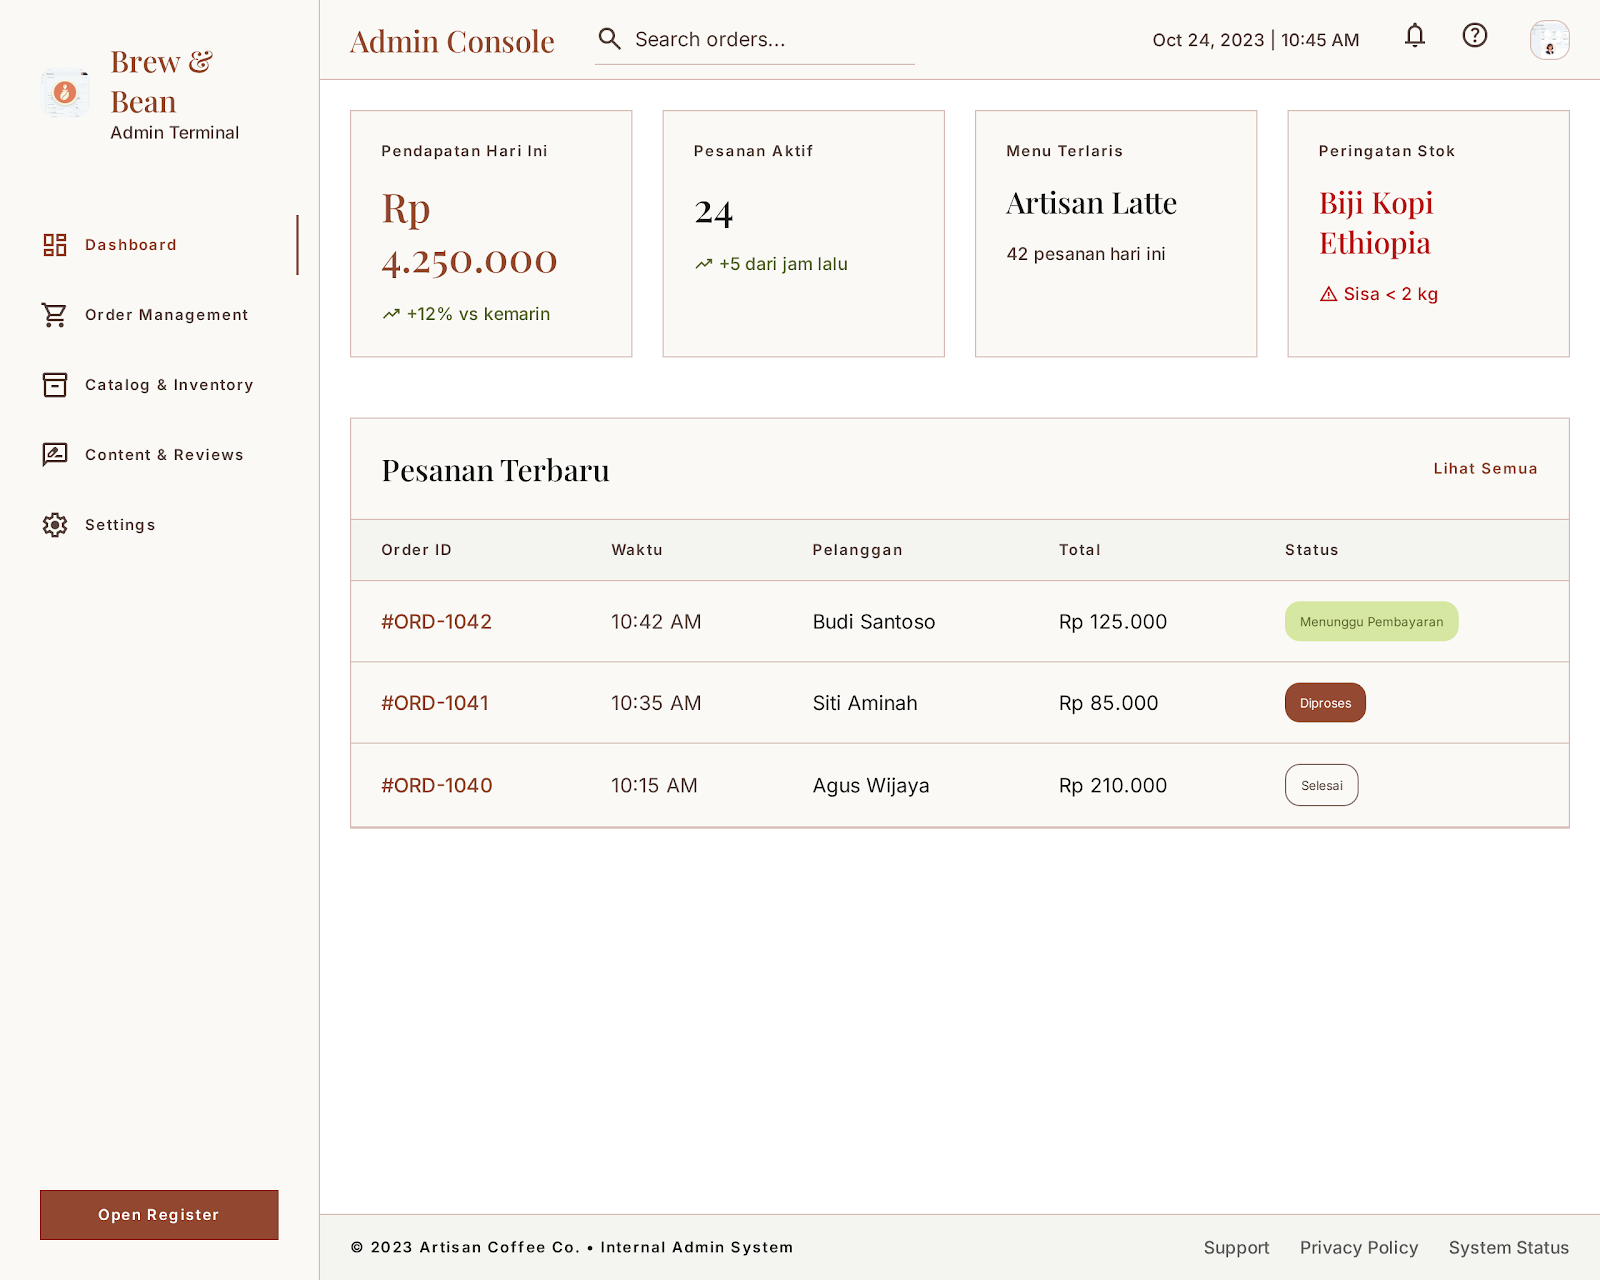 Brew &
Bean
Admin Terminal
Dashboard
Order Management
Catalog & Inventory
Content & Reviews
Settings
Open Register
Admin Console
Search orders...
Oct 24, 2023 | 10:45 AM
Pendapatan Hari Ini
Rp
4.250.000
+12% vs kemarin
Pesanan Aktif
24
+5 dari jam lalu
Menu Terlaris
Artisan Latte
42 pesanan hari ini
Peringatan Stok
Biji Kopi
Ethiopia
Sisa < 2 kg
Pesanan Terbaru
Lihat Semua
Order ID Waktu Pelanggan Total Status
#ORD-1042 10:42 AM Budi Santoso Rp 125.000 Menunggu Pembayaran
#ORD-1041 10:35 AM Siti Aminah Rp 85.000 Diproses
#ORD-1040 10:15 AM Agus Wijaya Rp 210.000 Selesai
© 2023 Artisan Coffee Co. • Internal Admin System
Support Privacy Policy System Status